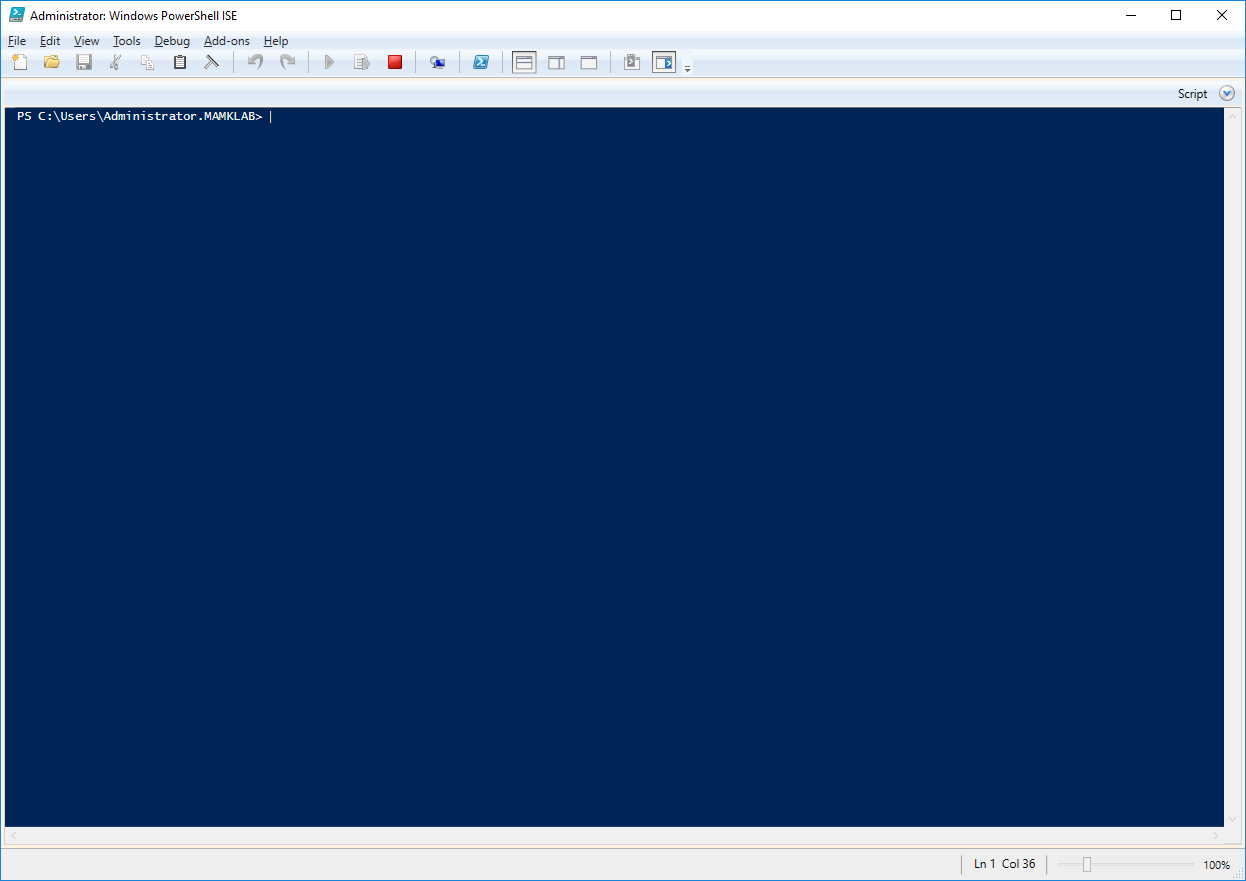 Administrator: Windows PowerShell ISE
File Edit View Tools Debug Add-ons Help
Script
PS C:\Users\Administrator.MAMKLAB>
Ln 1 Col 36 100%